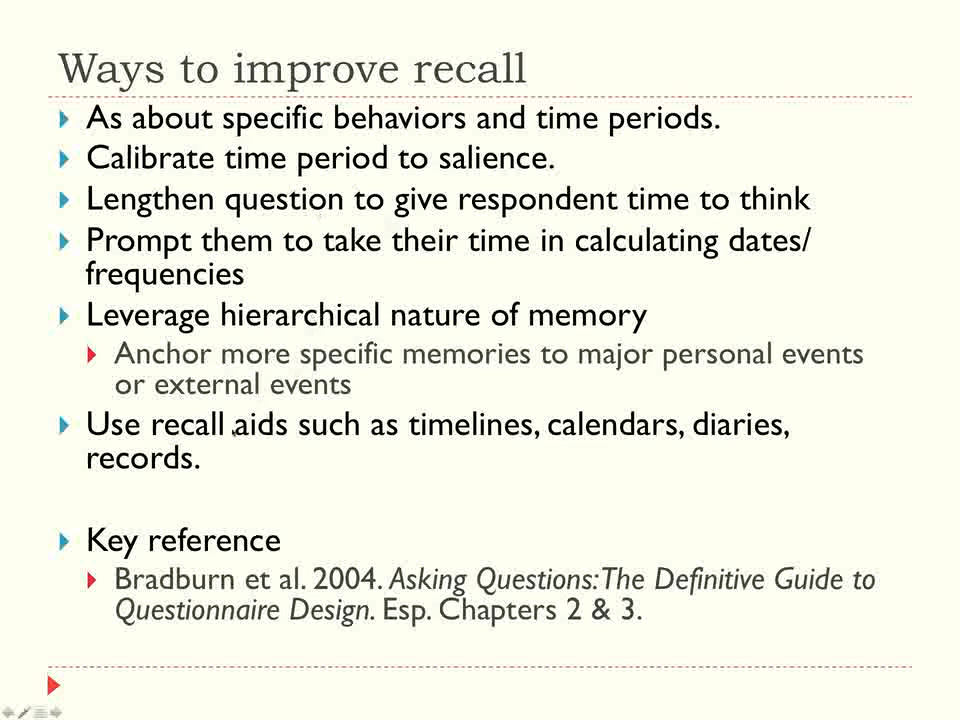 Ways to improve recall
As about specific behaviors and time periods.
Calibrate time period to salience.
Lengthen question to give respondent time to think
Prompt them to take their time in calculating dates/
frequencies
Leverage hierarchical nature of memory
Anchor more specific memories to major personal events
or external events
Use recall aids such as timelines, calendars, diaries,
records.
Key reference
Bradburn et al. 2004. Asking Questions: The Definitive Guide to
Questionnaire Design. Esp. Chapters 2 & 3.